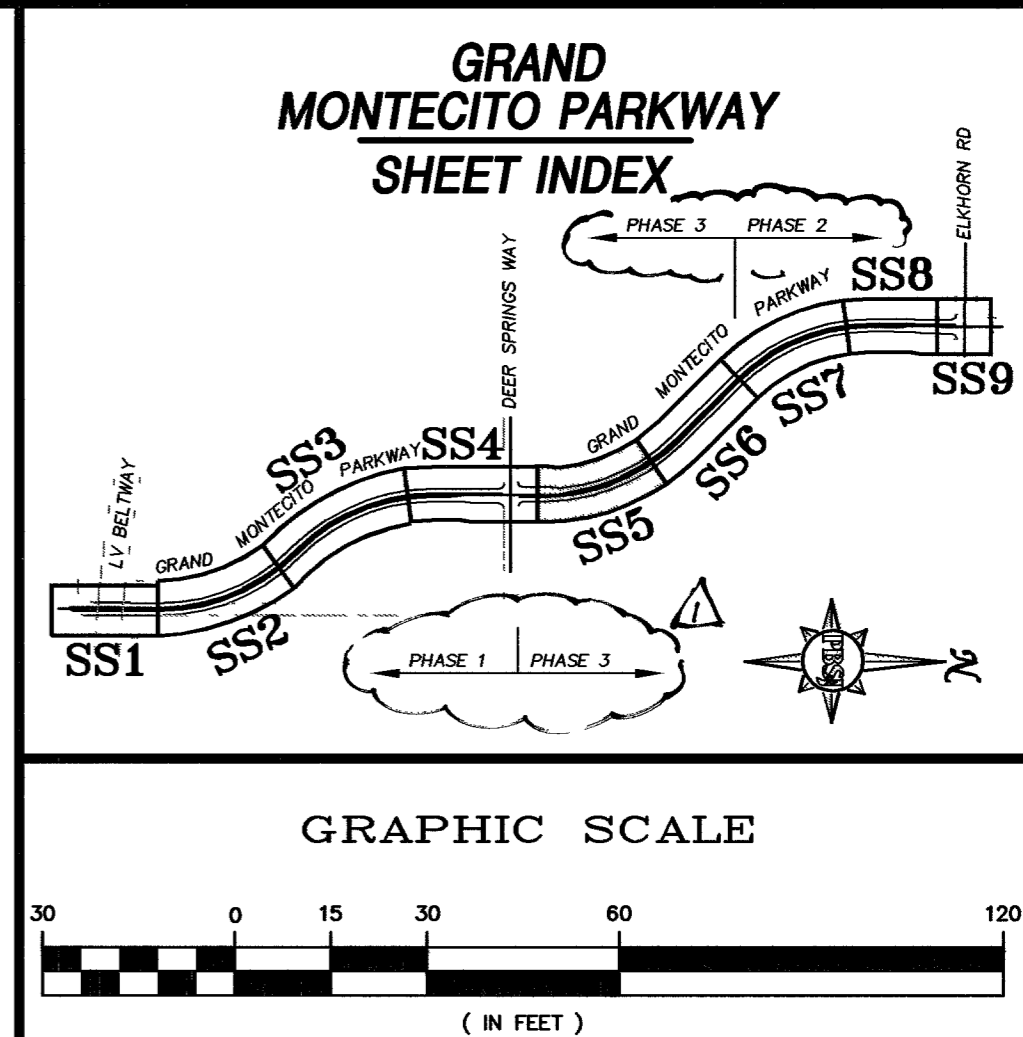 GRAND
MONTECITO PARKWAY
SHEET INDEX
PHASE 3 PHASE 2
ELKHORN RD
DEER SPRINGS WAY
SS8
PARKWAY
MONTECITO
GRAND
SS9
SS7
SS6
SS5
SS4
SS3
PARKWAY
MONTECITO
GRAND
LV BELTWAY
SS1
SS2
1
PHASE 1 PHASE 3
PBSJ
N
GRAPHIC SCALE
30 0 15 30 60 120
( IN FEET )